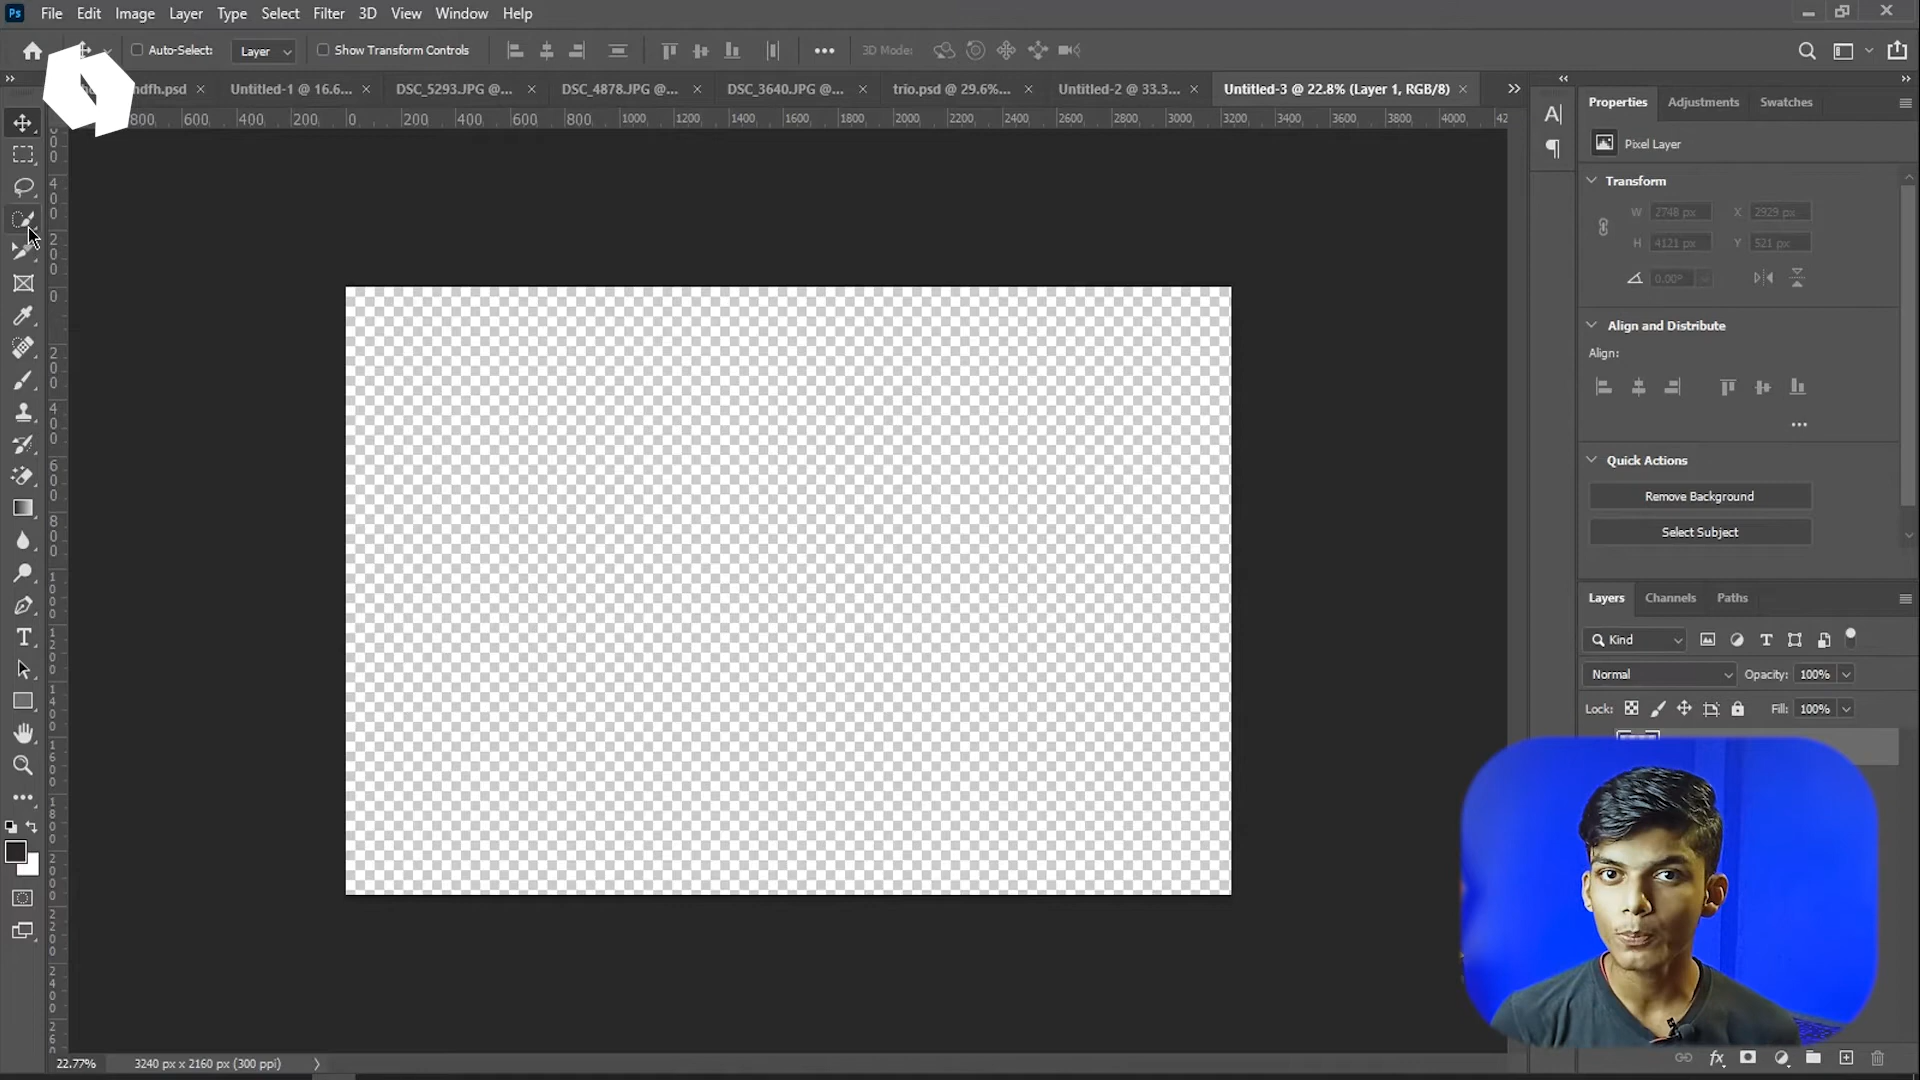 Ps File Edit Image Layer Type Select Filter 3D View Window Help
Auto-Select: Layer Show Transform Controls 3D Mode:
ndfh.psd × Untitled-1 @ 16.6... × DSC_5293.JPG @... × DSC_4878.JPG @... × DSC_3640.JPG @... × trio.psd @ 29.6%... × Untitled-2 @ 33.3... × Untitled-3 @ 22.8% (Layer 1, RGB/8) ×
800 600 400 200 0 200 400 600 800 1000 1200 1400 1600 1800 2000 2200 2400 2600 2800 3000 3200 3400 3600 3800 4000 42
Properties Adjustments Swatches
Pixel Layer
Transform
W 2748 px X 2929 px
H 4121 px Y 521 px
0.00°
Align and Distribute
Align:
Quick Actions
Remove Background
Select Subject
Layers Channels Paths
Kind
Normal Opacity: 100%
Lock: Fill: 100%
fx
22.77% 3240 px x 2160 px (300 ppi)